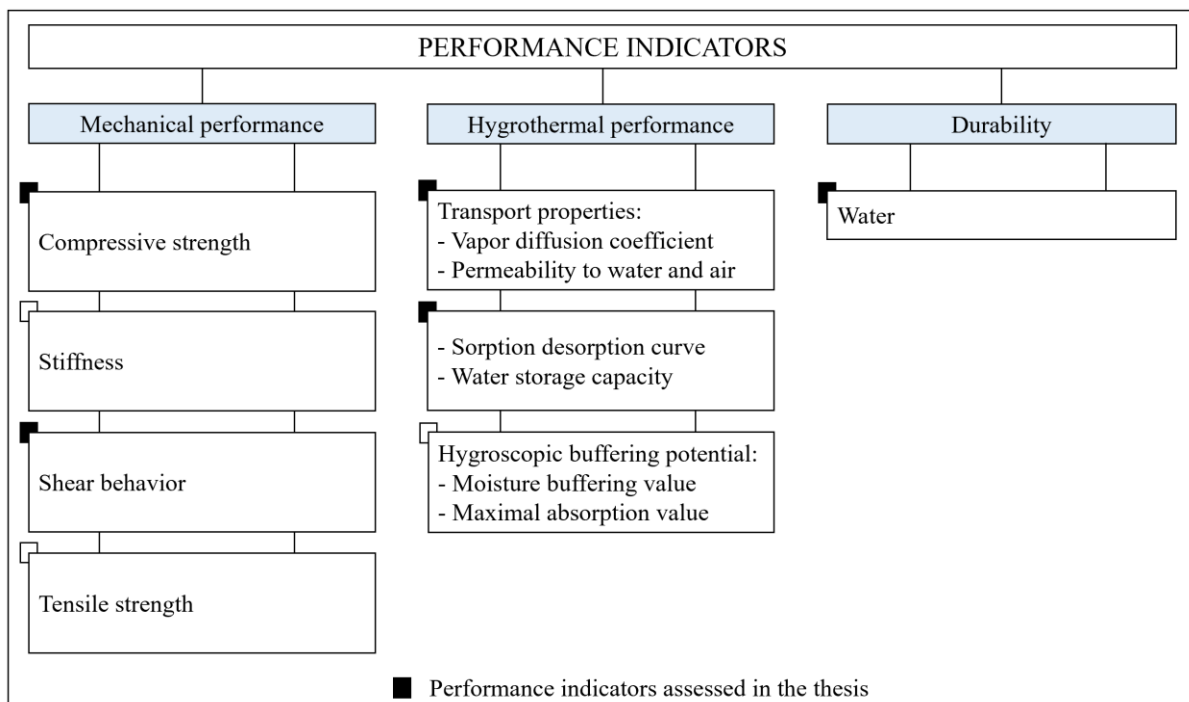 PERFORMANCE INDICATORS
Mechanical performance
Compressive strength
Stiffness
Shear behavior
Tensile strength
Hygrothermal performance
Transport properties:
- Vapor diffusion coefficient
- Permeability to water and air
- Sorption desorption curve
- Water storage capacity
Hygroscopic buffering potential:
- Moisture buffering value
- Maximal absorption value
Durability
Water
Performance indicators assessed in the thesis